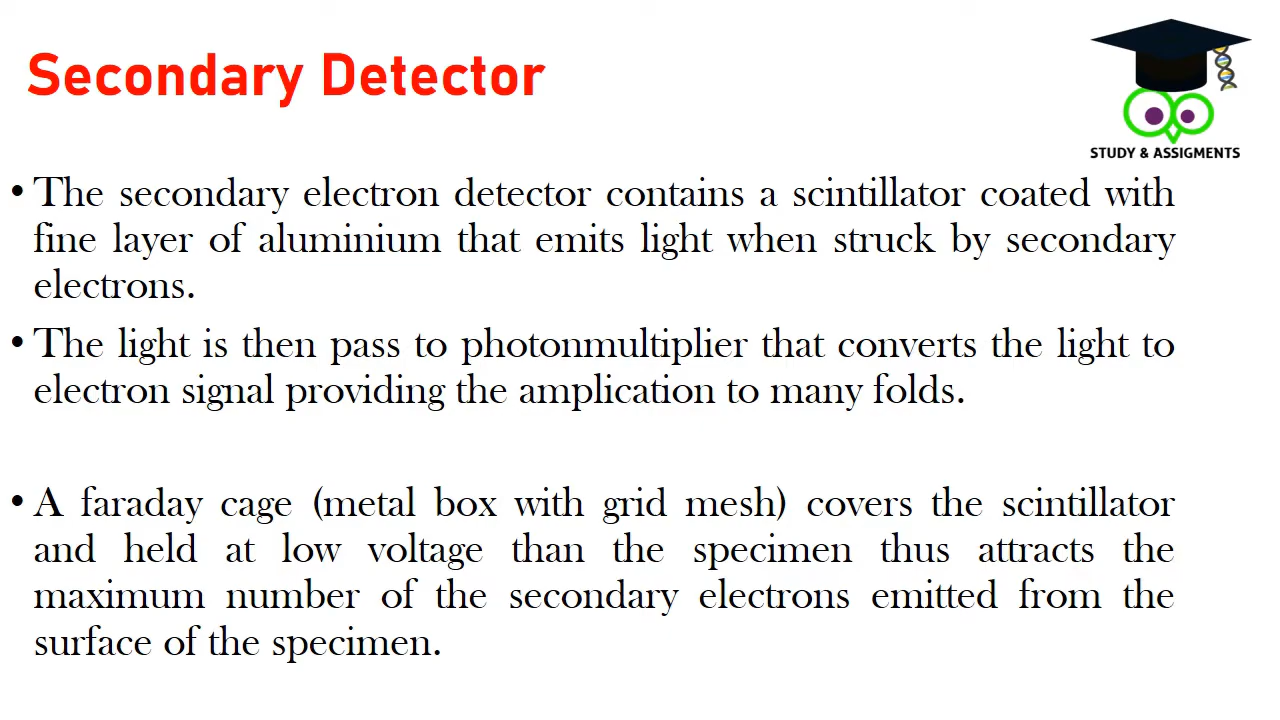 Secondary Detector
STUDY & ASSIGMENTS
• The secondary electron detector contains a scintillator coated with
fine layer of aluminium that emits light when struck by secondary
electrons.
• The light is then pass to photonmultiplier that converts the light to
electron signal providing the amplication to many folds.
• A faraday cage (metal box with grid mesh) covers the scintillator
and held at low voltage than the specimen thus attracts the
maximum number of the secondary electrons emitted from the
surface of the specimen.